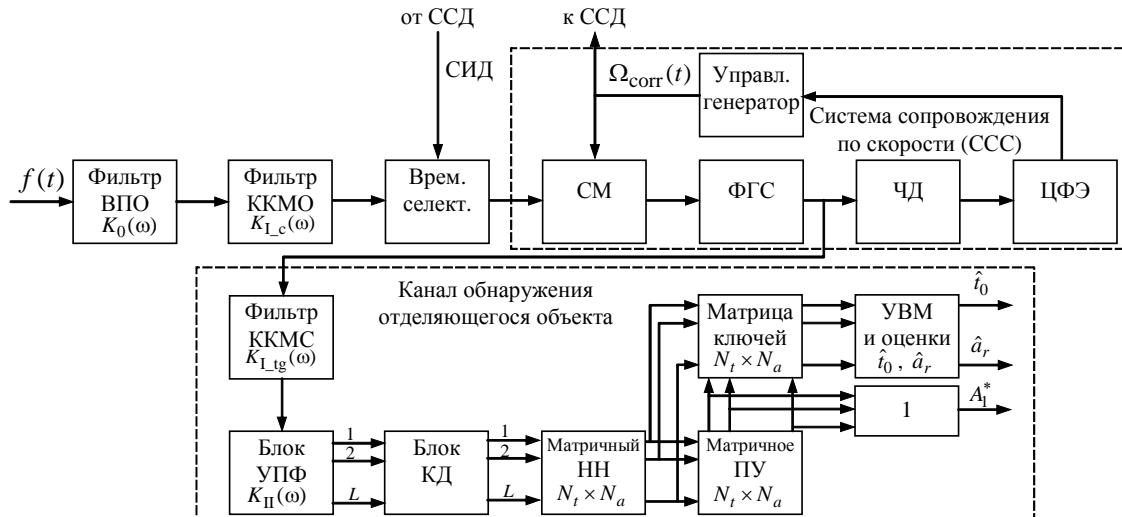 от ССД
к ССД
СИД
Ω_corr(t)
Управл.
генератор
Система сопровождения
по скорости (ССС)
f(t)
Фильтр
ВПО
K_0(ω)
Фильтр
ККМО
K_I_c(ω)
Врем.
селект.
СМ
ФГС
ЧД
ЦФЭ
Канал обнаружения
отделяющегося объекта
Фильтр
ККМС
K_I_tg(ω)
Матрица
ключей
N_t × N_a
УВМ
и оценки
t̂_0 , â_r
t̂_0
â_r
1
A_1^*
Блок
УПФ
K_II(ω)
1
2
L
Блок
КД
1
2
L
Матричный
НН
N_t × N_a
Матричное
ПУ
N_t × N_a